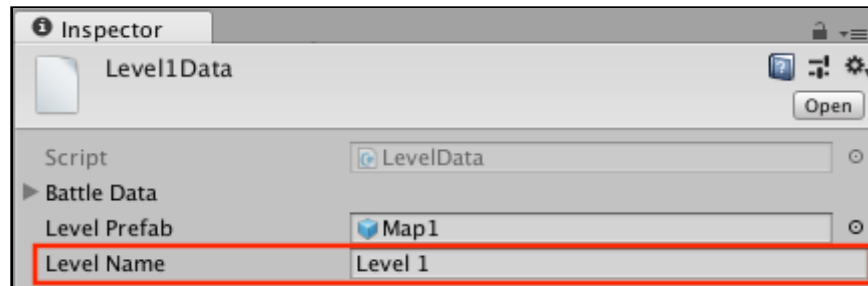 Inspector
Level1Data
Open
Script LevelData
Battle Data
Level Prefab Map1
Level Name Level 1